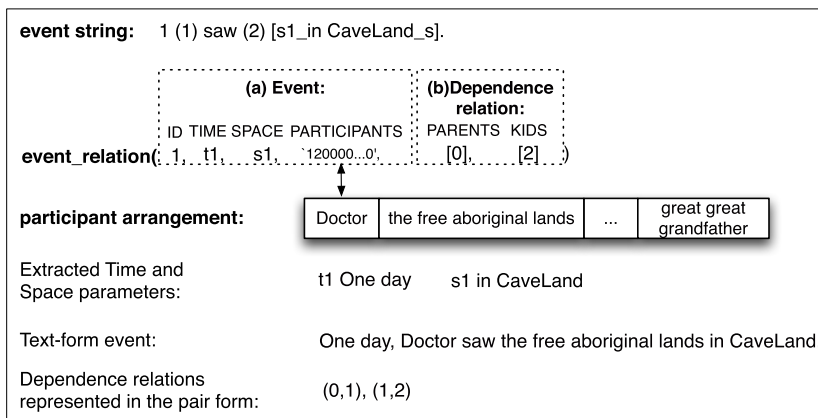 event string: 1 (1) saw (2) [s1_in CaveLand_s].
(a) Event:
(b)Dependence
relation:
ID TIME SPACE PARTICIPANTS PARENTS KIDS
event_relation( 1, t1, s1, `120000...0', [0], [2] )
participant arrangement: Doctor the free aboriginal lands ... great great
grandfather
Extracted Time and
Space parameters: t1 One day s1 in CaveLand
Text-form event: One day, Doctor saw the free aboriginal lands in CaveLand
Dependence relations
represented in the pair form: (0,1), (1,2)